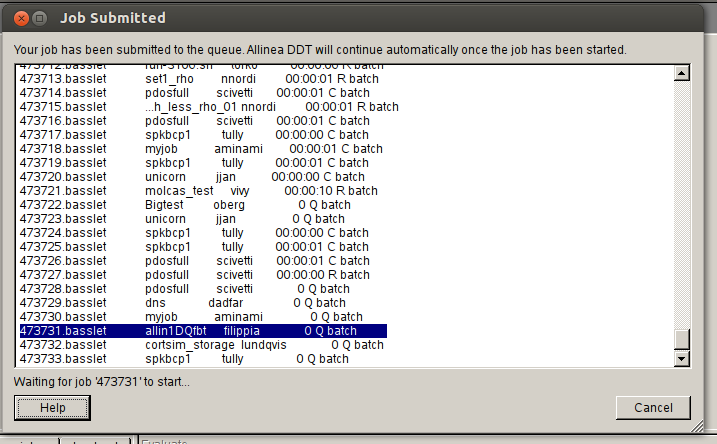 Job Submitted
Your job has been submitted to the queue. Allinea DDT will continue automatically once the job has been started.
473712.basslet run-3100.sh torko 00:00:00 R batch
473713.basslet set1_rho nnordi 00:00:01 R batch
473714.basslet pdosfull scivetti 00:00:01 C batch
473715.basslet ...h_less_rho_01 nnordi 00:00:01 R batch
473716.basslet pdosfull scivetti 00:00:01 C batch
473717.basslet spkbcp1 tully 00:00:00 C batch
473718.basslet myjob aminami 00:00:01 C batch
473719.basslet spkbcp1 tully 00:00:01 C batch
473720.basslet unicorn jjan 00:00:00 C batch
473721.basslet molcas_test vivy 00:00:10 R batch
473722.basslet Bigtest oberg 0 Q batch
473723.basslet unicorn jjan 0 Q batch
473724.basslet spkbcp1 tully 00:00:00 C batch
473725.basslet spkbcp1 tully 00:00:01 C batch
473726.basslet pdosfull scivetti 00:00:01 C batch
473727.basslet pdosfull scivetti 00:00:00 R batch
473728.basslet pdosfull scivetti 0 Q batch
473729.basslet dns dadfar 0 Q batch
473730.basslet myjob aminami 0 Q batch
473731.basslet allin1DQfbt filippia 0 Q batch
473732.basslet cortsim_storage lundqvis 0 Q batch
473733.basslet spkbcp1 tully 0 Q batch
Waiting for job '473731' to start...
Help
Cancel
Evaluate